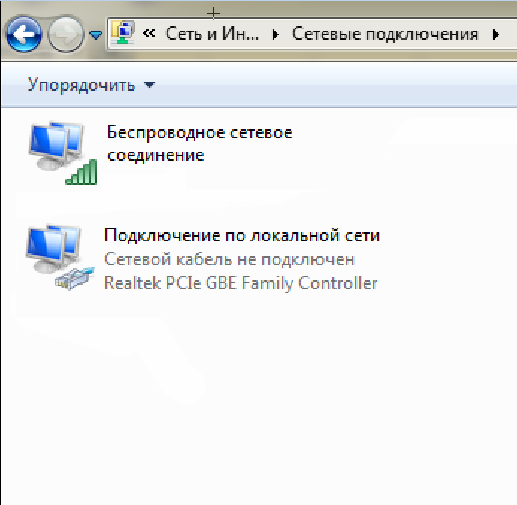 « Сеть и Ин... ▸ Сетевые подключения ▸
Упорядочить ▾
Беспроводное сетевое
соединение
Подключение по локальной сети
Сетевой кабель не подключен
Realtek PCIe GBE Family Controller